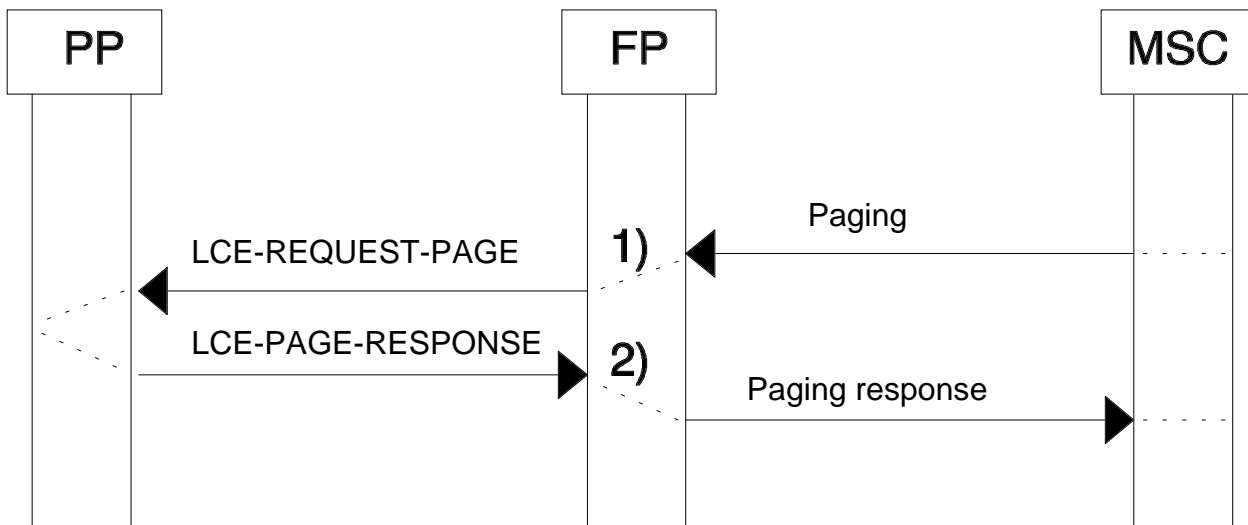 PP
FP
MSC
Paging
1)
LCE-REQUEST-PAGE
LCE-PAGE-RESPONSE
2)
Paging response